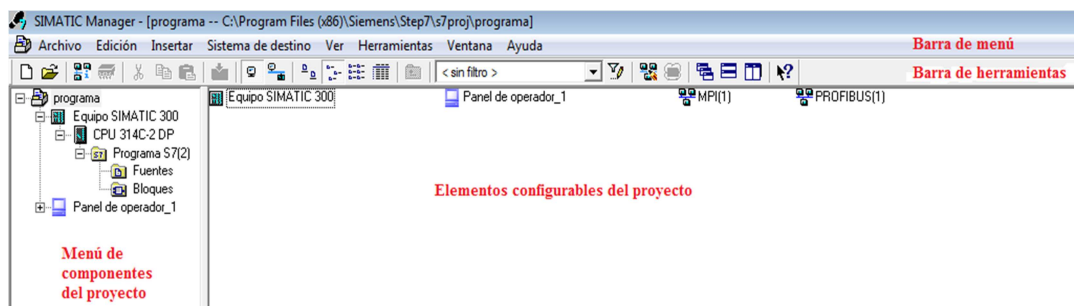 SIMATIC Manager - [programa -- C:\Program Files (x86)\Siemens\Step7\s7proj\programa]
Archivo Edición Insertar Sistema de destino Ver Herramientas Ventana Ayuda
Barra de menú
< sin filtro >
Barra de herramientas
programa
Equipo SIMATIC 300
CPU 314C-2 DP
Programa S7(2)
Fuentes
Bloques
Panel de operador_1
Equipo SIMATIC 300 Panel de operador_1 MPI(1) PROFIBUS(1)
Elementos configurables del proyecto
Menú de
componentes
del proyecto